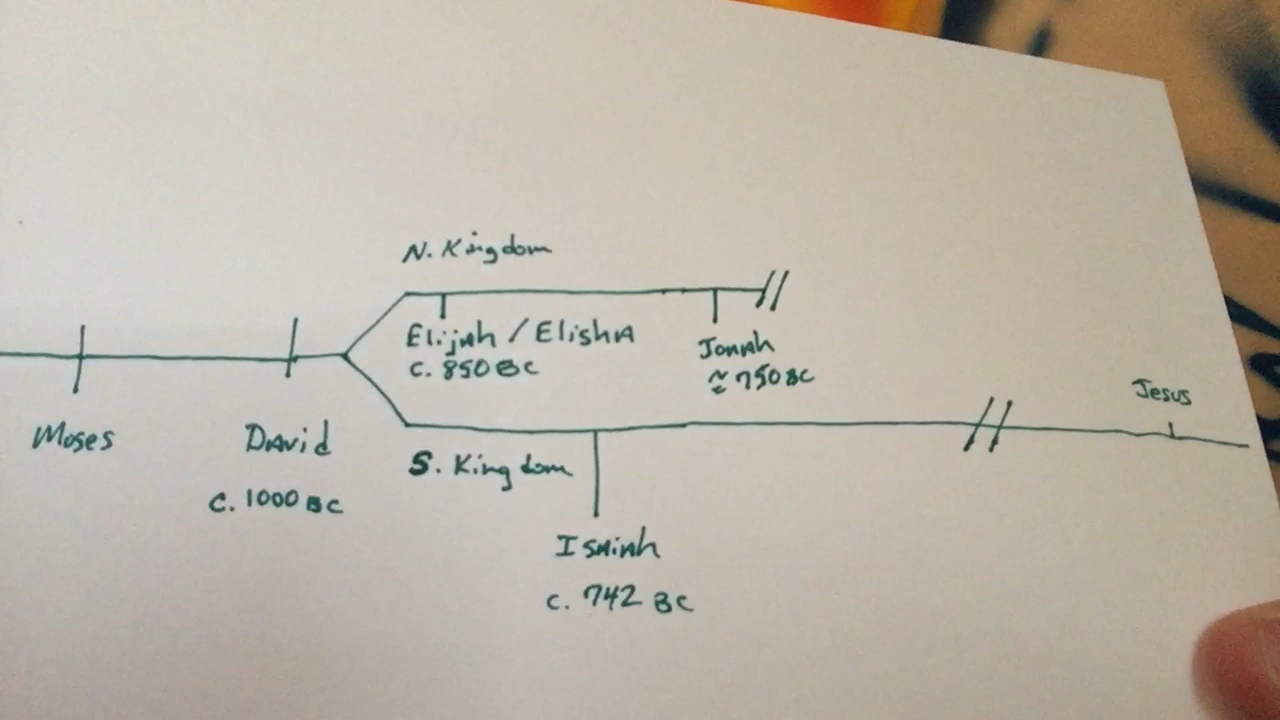 N. Kingdom
Elijah / Elisha
c. 850 BC
Jonah
≈ 750 BC
Jesus
Moses
David
c. 1000 BC
S. Kingdom
Isaiah
c. 742 BC